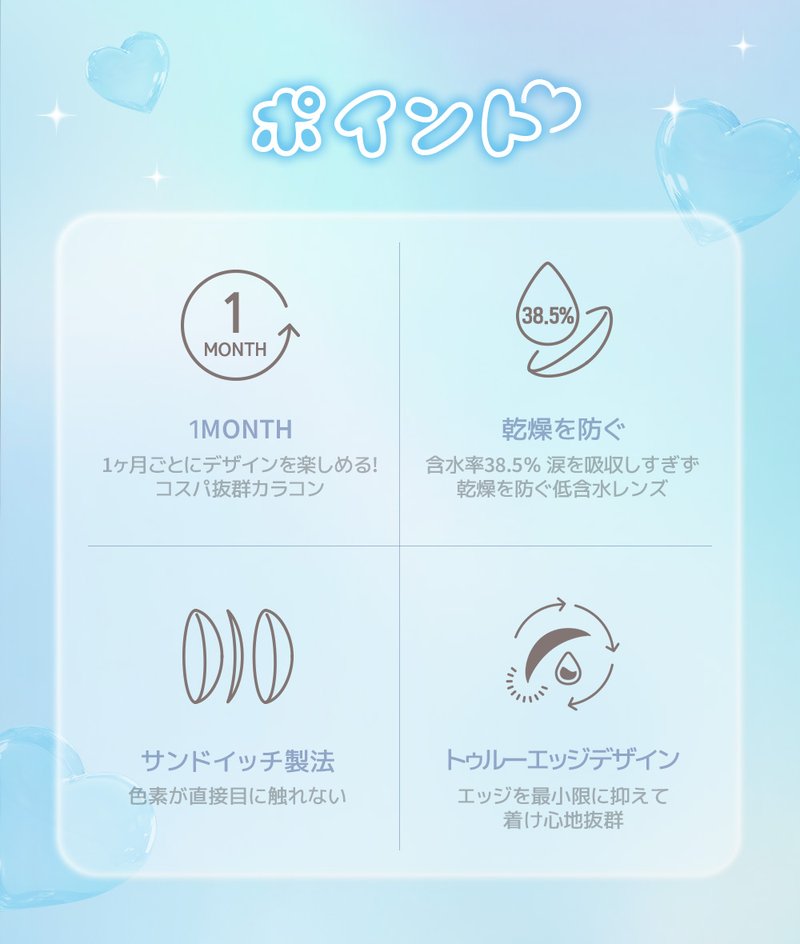 ポイント
1
MONTH
1MONTH
1ヶ月ごとにデザインを楽しめる!
コスパ抜群カラコン
38.5%
乾燥を防ぐ
含水率38.5% 涙を吸収しすぎず
乾燥を防ぐ低含水レンズ
サンドイッチ製法
色素が直接目に触れない
トゥルーエッジデザイン
エッジを最小限に抑えて
着け心地抜群